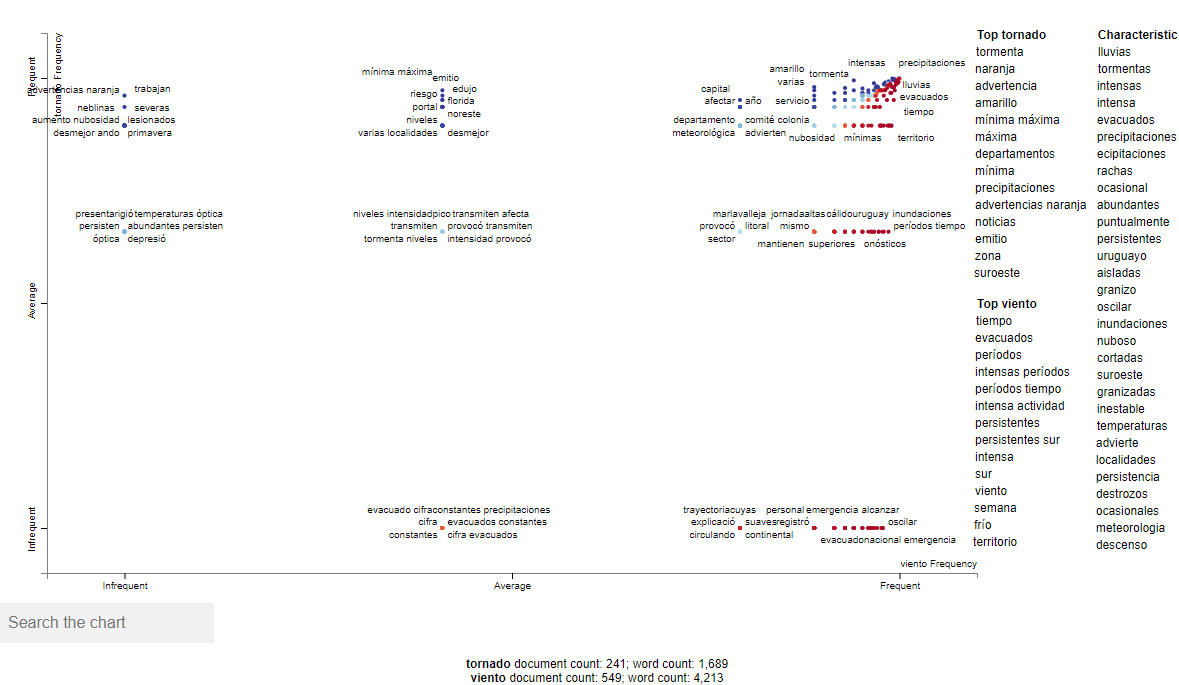 Top tornado
Characteristic
tormenta
naranja
advertencia
amarillo
mínima máxima
máxima
departamentos
mínima
precipitaciones
advertencias naranja
noticias
emitio
zona
suroeste
Top viento
tiempo
evacuados
períodos
intensas períodos
períodos tiempo
intensa actividad
persistentes
persistentes sur
intensa
sur
viento
semana
frío
territorio
lluvias
tormentas
intensas
intensa
evacuados
precipitaciones
ecipitaciones
rachas
ocasional
abundantes
puntualmente
persistentes
uruguayo
aisladas
granizo
oscilar
inundaciones
nuboso
cortadas
suroeste
granizadas
inestable
temperaturas
advierte
localidades
persistencia
destrozos
ocasionales
meteorologia
descenso
Frequent
tornado Frequency
Average
Infrequent
advertencias naranja trabajan
neblinas severas
aumento nubosidad lesionados
desmejor ando primavera
mínima máxima
emitio
riesgo edujo
portal florida
noreste
niveles
varias localidades desmejor
intensas precipitaciones
amarillo
tormenta
varias
lluvias
capital
evacuados
afectar año servicio
tiempo
departamento comité colonia
meteorológica advierten
nubosidad mínimas territorio
presentarigió temperaturas óptica
persisten abundantes persisten
óptica depresió
niveles intensidadpico transmiten afecta
transmiten provocó transmiten
tormenta niveles intensidad provocó
marlavalleja jornadaaltas cálidouruguay inundaciones
provocó litoral mismo períodos tiempo
sector
mantienen superiores onósticos
evacuado cifraconstantes precipitaciones
cifra evacuados constantes
constantes cifra evacuados
trayectoriacuyas personal emergencia alcanzar
explicació suavesregistró oscilar
circulando continental
evacuadonacional emergencia
viento Frequency
Infrequent Average Frequent
Search the chart
tornado document count: 241; word count: 1,689
viento document count: 549; word count: 4,213